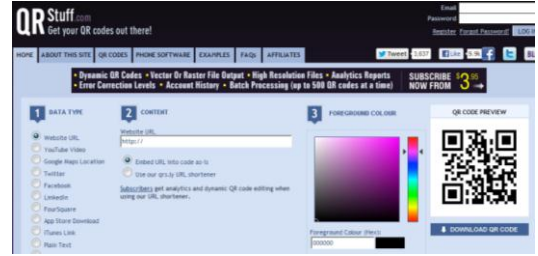 QR Stuff.com
Get your QR codes out there!
Email
Password
Register Forgot Password? LOG IN
HOME ABOUT THIS SITE QR CODES PHONE SOFTWARE EXAMPLES FAQs AFFILIATES
Tweet Like
• Dynamic QR Codes • Vector Or Raster File Output • High Resolution Files • Analytics Reports
• Error Correction Levels • Account History • Batch Processing (up to 500 QR codes at a time)
SUBSCRIBE
NOW FROM $3.95
1 DATA TYPE
Website URL
YouTube Video
Google Maps Location
Twitter
Facebook
LinkedIn
FourSquare
App Store Download
iTunes Link
Plain Text
2 CONTENT
Website URL
http://
Embed URL into code as-is
Use our qrs.ly URL shortener
Subscribers get analytics and dynamic QR code editing when
using our URL shortener.
3 FOREGROUND COLOUR
Foreground Colour (Hex):
000000
QR CODE PREVIEW
DOWNLOAD QR CODE